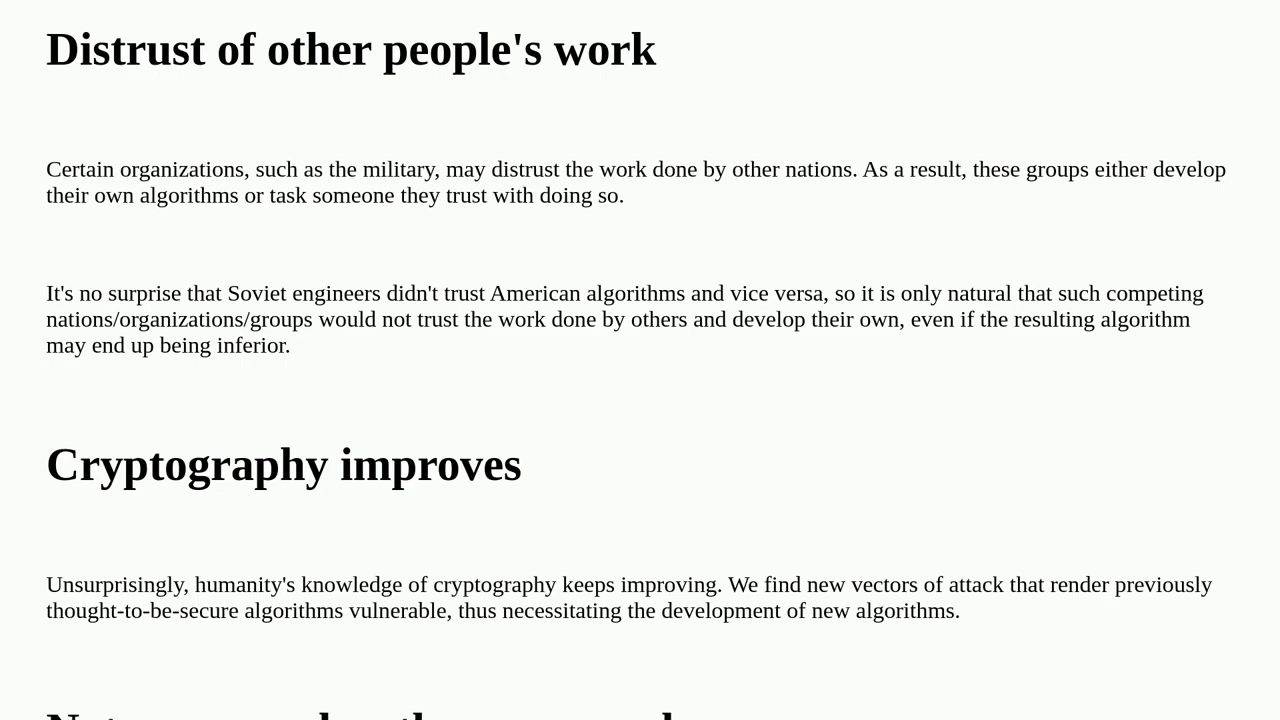 Distrust of other people's work
Certain organizations, such as the military, may distrust the work done by other nations. As a result, these groups either develop
their own algorithms or task someone they trust with doing so.
It's no surprise that Soviet engineers didn't trust American algorithms and vice versa, so it is only natural that such competing
nations/organizations/groups would not trust the work done by others and develop their own, even if the resulting algorithm
may end up being inferior.
Cryptography improves
Unsurprisingly, humanity's knowledge of cryptography keeps improving. We find new vectors of attack that render previously
thought-to-be-secure algorithms vulnerable, thus necessitating the development of new algorithms.